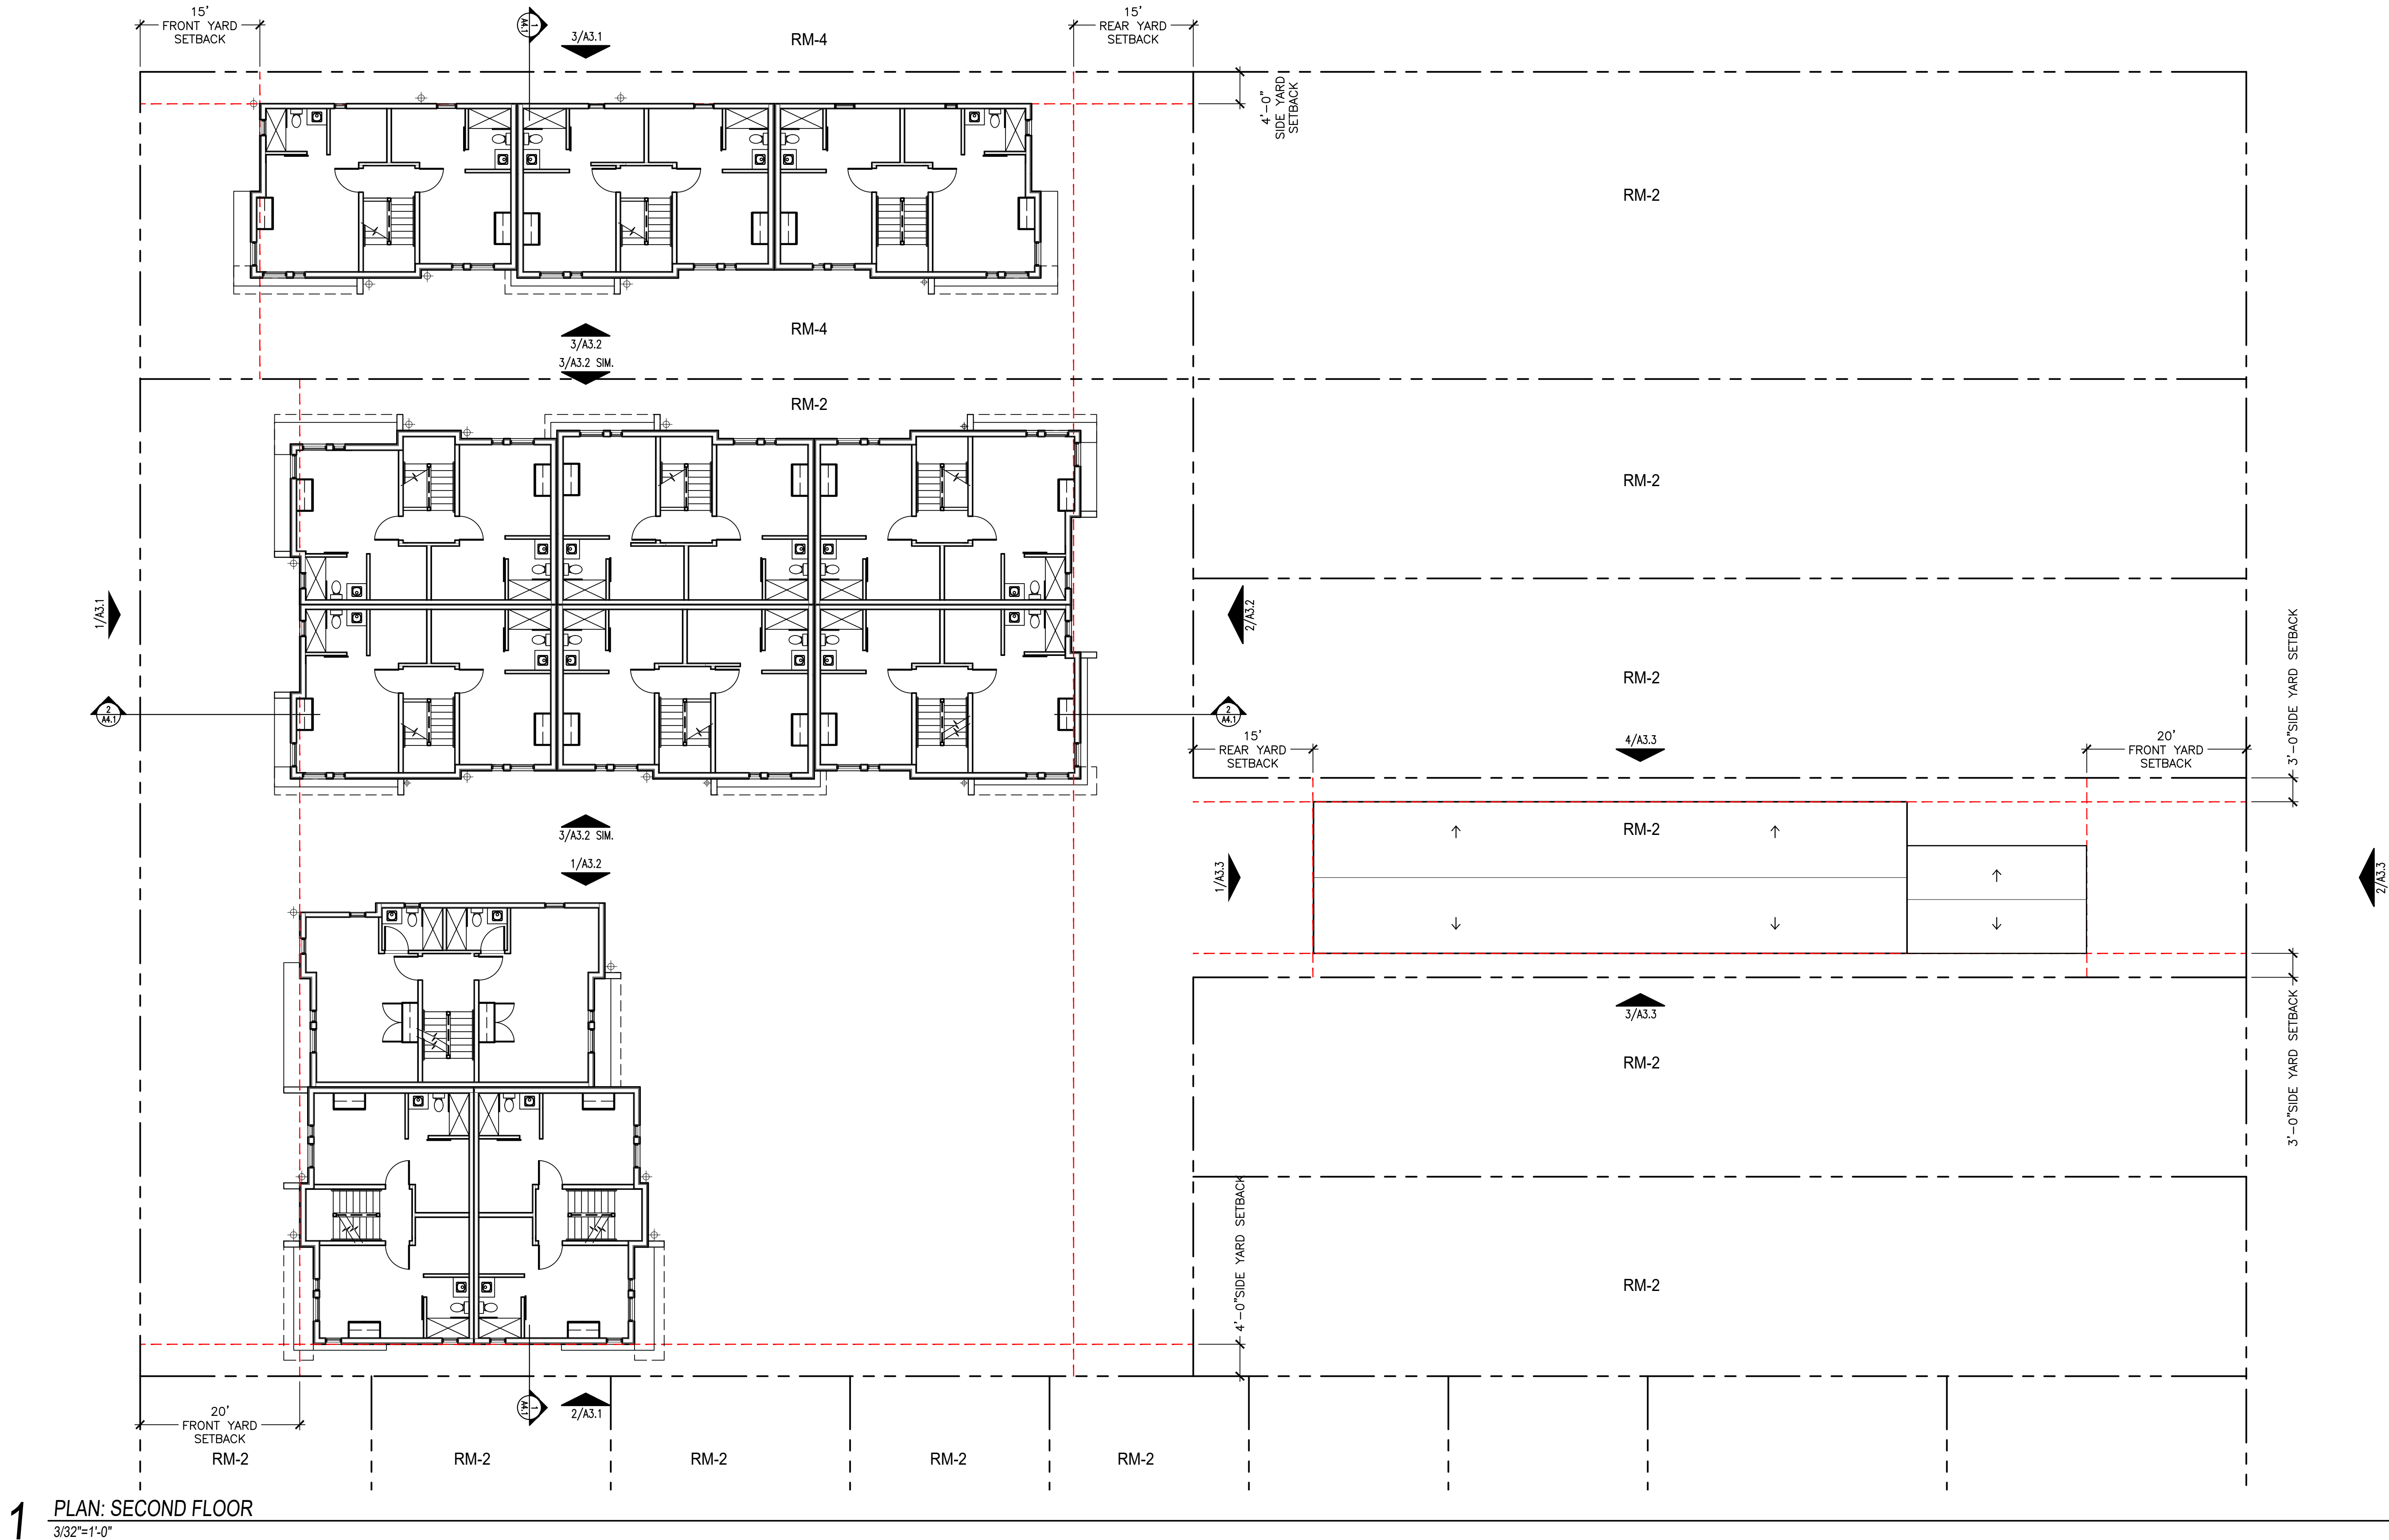 15'
FRONT YARD
SETBACK
1
A4.1
3/A3.1
RM-4
15'
REAR YARD
SETBACK
4'-0"
SIDE YARD
SETBACK
RM-2
RM-4
3/A3.2
3/A3.2 SIM.
RM-2
RM-2
1/A3.1
2/A3.2
RM-2
3'-0"SIDE YARD SETBACK
2
A4.1
2
A4.1
15'
REAR YARD
SETBACK
4/A3.3
20'
FRONT YARD
SETBACK
3/A3.2 SIM.
1/A3.2
RM-2
1/A3.3
2/A3.3
3/A3.3
3'-0"SIDE YARD SETBACK
RM-2
4'-0"SIDE YARD SETBACK
RM-2
20'
FRONT YARD
SETBACK
1
A4.1
2/A3.1
RM-2
RM-2
RM-2
RM-2
RM-2
1
PLAN: SECOND FLOOR
3/32"=1'-0"